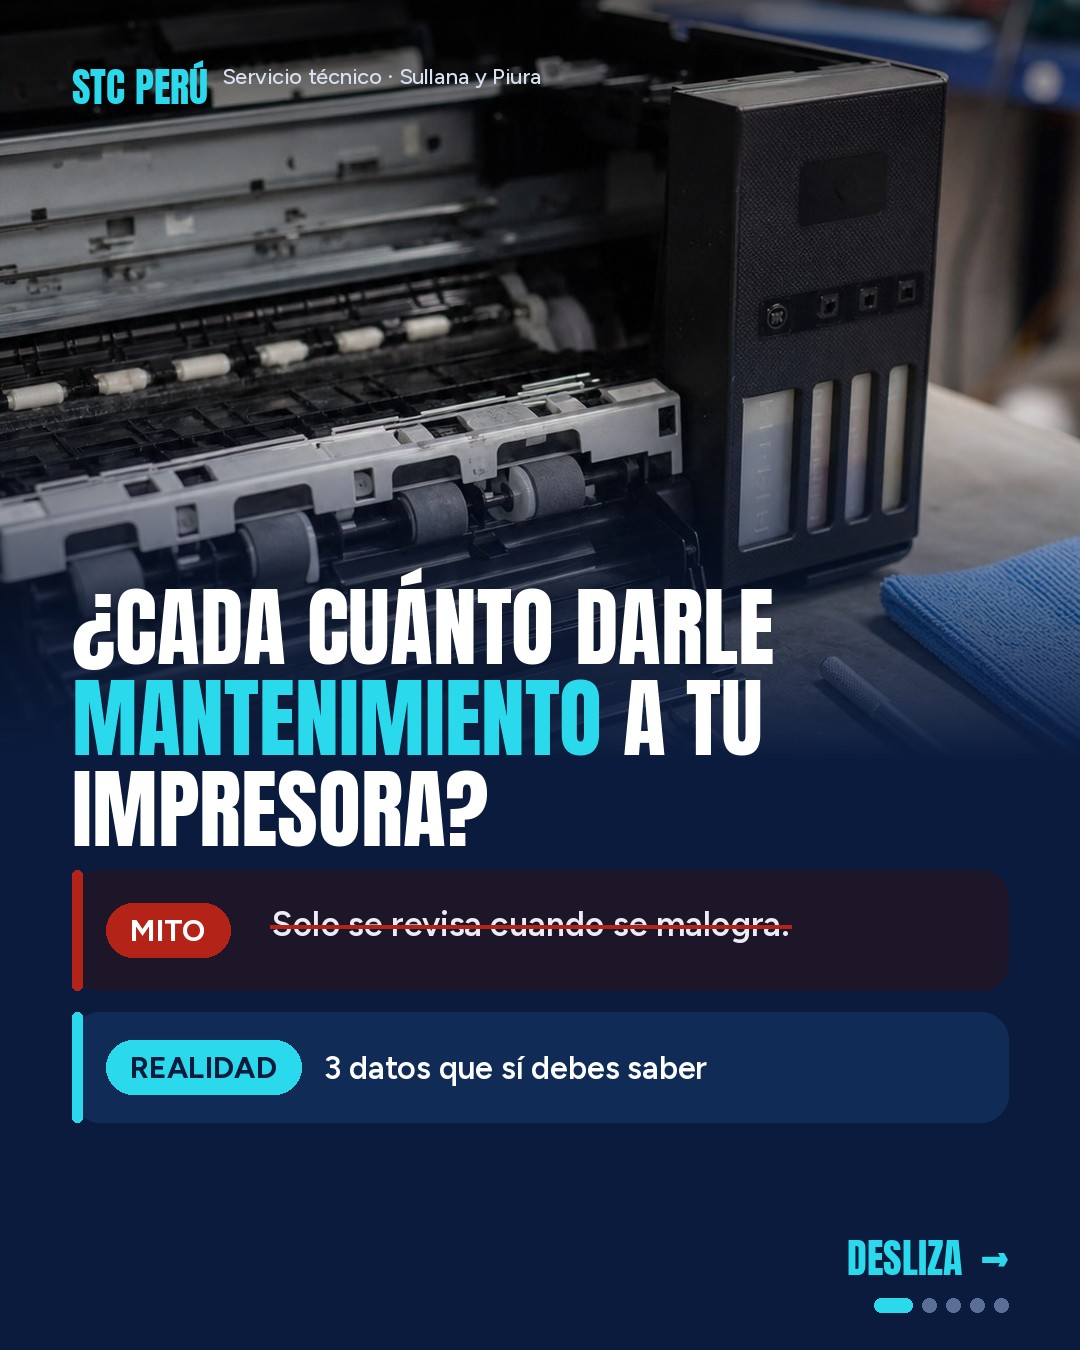 STC PERÚ Servicio técnico · Sullana y Piura
¿CADA CUÁNTO DARLE
MANTENIMIENTO A TU
IMPRESORA?
MITO Solo se revisa cuando se malogra.
REALIDAD 3 datos que sí debes saber
DESLIZA →